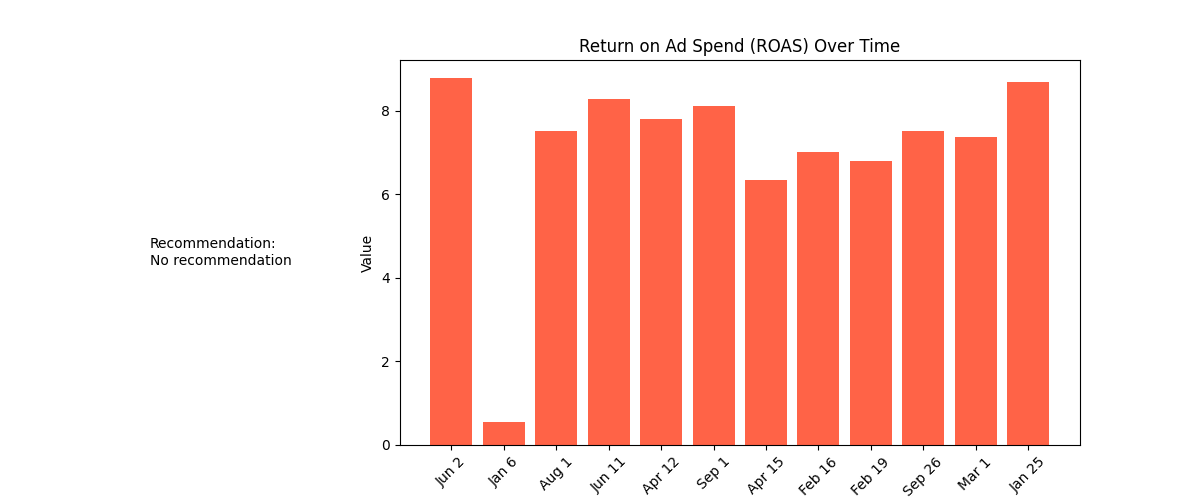 Return on Ad Spend (ROAS) Over Time
Recommendation:
No recommendation
Value
8
6
4
2
0
Jun 2
Jan 6
Aug 1
Jun 11
Apr 12
Sep 1
Apr 15
Feb 16
Feb 19
Sep 26
Mar 1
Jan 25